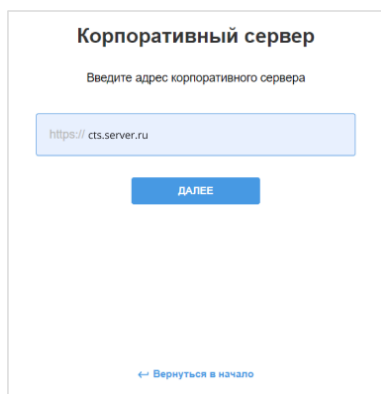 Корпоративный сервер
Введите адрес корпоративного сервера
https:// cts.server.ru
ДАЛЕЕ
↩ Вернуться в начало